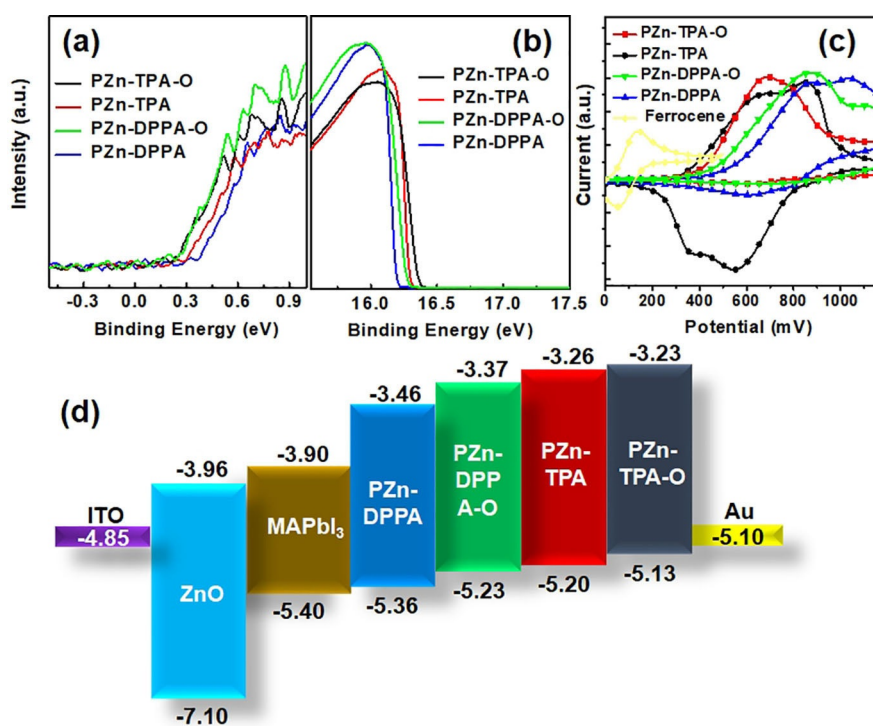 (a)
Intensity (a.u.)
PZn-TPA-O
PZn-TPA
PZn-DPPA-O
PZn-DPPA
-0.3 0.0 0.3 0.6 0.9
Binding Energy (eV)
(b)
PZn-TPA-O
PZn-TPA
PZn-DPPA-O
PZn-DPPA
16.0 16.5 17.0 17.5
Binding Energy (eV)
(c)
Current (a.u.)
PZn-TPA-O
PZn-TPA
PZn-DPPA-O
PZn-DPPA
Ferrocene
0 200 400 600 800 1000
Potential (mV)
(d)
ITO
-4.85
-3.96
ZnO
-7.10
-3.90
MAPbI₃
-5.40
-3.46
PZn-
DPPA
-5.36
-3.37
PZn-
DPP
A-O
-5.23
-3.26
PZn-
TPA
-5.20
-3.23
PZn-
TPA-O
-5.13
Au
-5.10